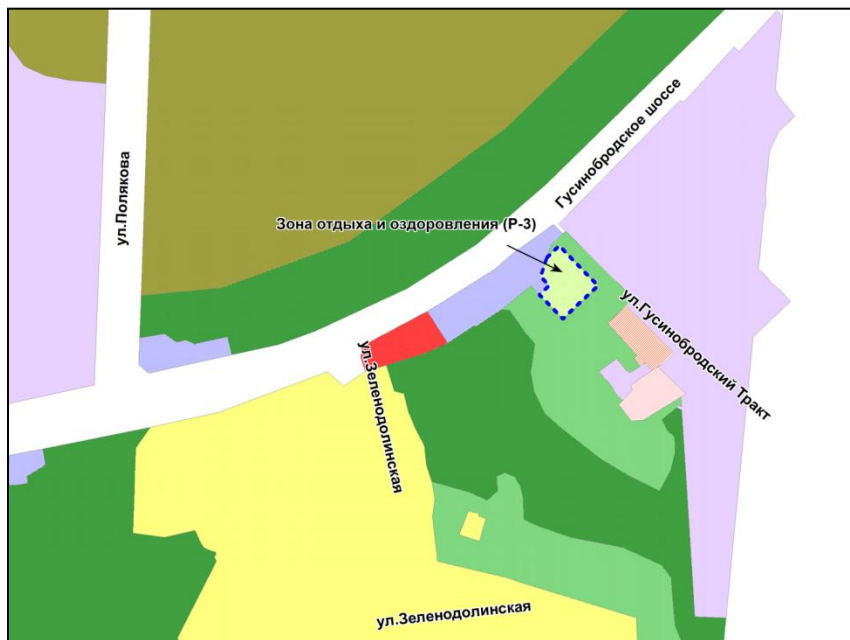 ул.Полякова
Гусинобродское шоссе
Зона отдыха и оздоровления (Р-3)
ул.Гусинобродский Тракт
ул.Зеленодолинская
ул.Зеленодолинская